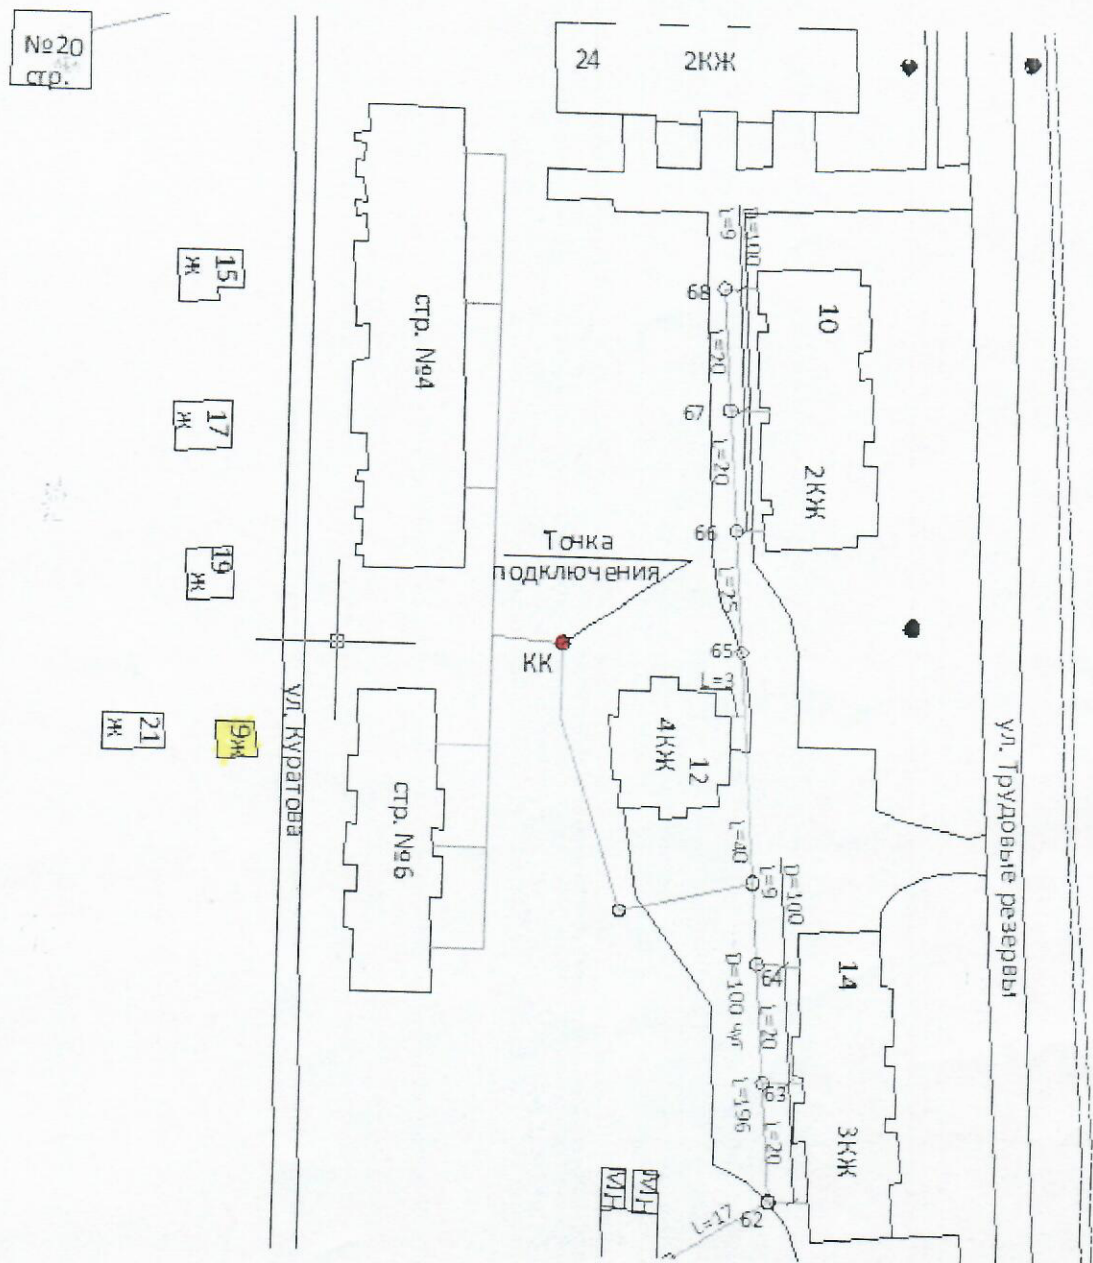 №20
стр.
24
2КЖ
L=9
D=100
15
ж
68
10
стр. №4
L=20
17
ж
67
L=20
2КЖ
66
Точка
подключения
19
ж
L=25
65
КК
L=3
ул. Куратова
21
ж
9ж
12
4КЖ
ул. Трудовые резервы
стр. №6
L=40
L=9
D=100
14
64
D=100 чуг
L=20
63
L=196
L=20
3КЖ
МН
МН
L=17
62